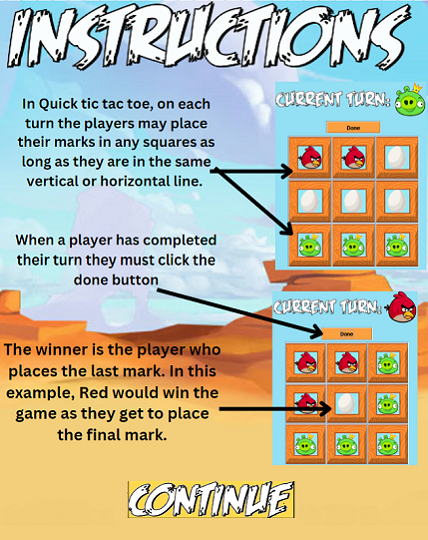 INSTRUCTIONS
In Quick tic tac toe, on each
turn the players may place
their marks in any squares as
long as they are in the same
vertical or horizontal line.
CURRENT TURN:
Done
When a player has completed
their turn they must click the
done button
CURRENT TURN:
Done
The winner is the player who
places the last mark. In this
example, Red would win the
game as they get to place
the final mark.
CONTINUE